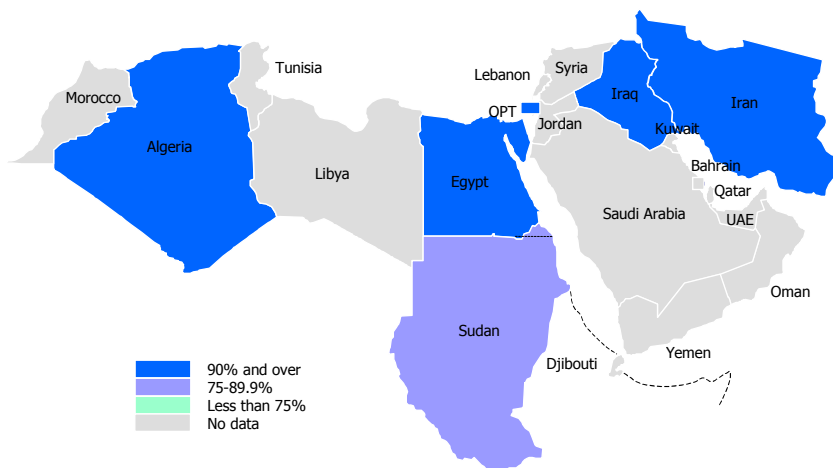 Tunisia
Syria
Lebanon
Morocco
Iraq
Iran
OPT
Jordan
Kuwait
Algeria
Bahrain
Libya
Egypt
Qatar
Saudi Arabia
UAE
Oman
Sudan
Yemen
Djibouti
90% and over
75-89.9%
Less than 75%
No data